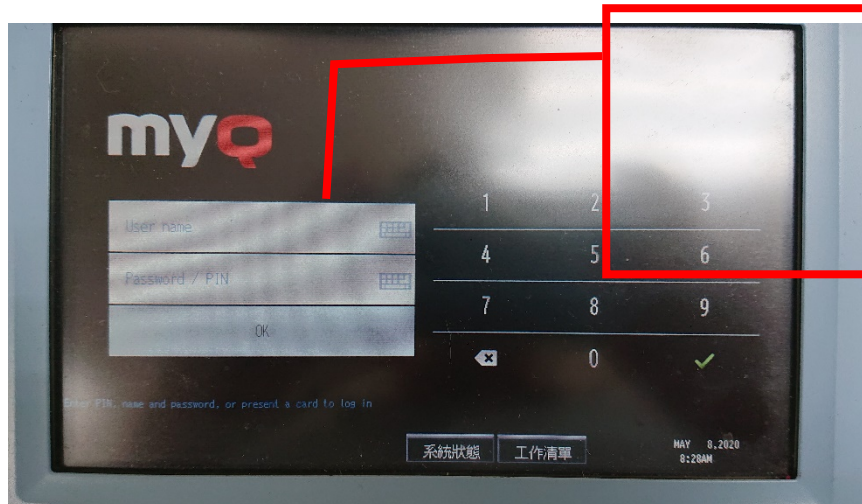 myQ
User name
Password / PIN
OK
1 2 3
4 5 6
7 8 9
0
Enter PIN, name and password, or present a card to log in
系統狀態 工作清單
MAY 8,2020
8:28AM